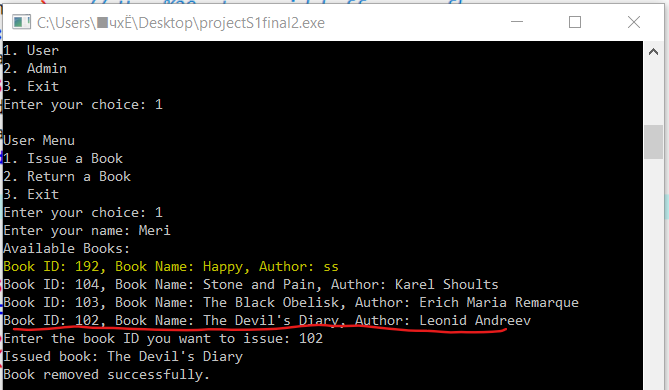 C:\Users\■чхЁ\Desktop\projectS1final2.exe
1. User
2. Admin
3. Exit
Enter your choice: 1
User Menu
1. Issue a Book
2. Return a Book
3. Exit
Enter your choice: 1
Enter your name: Meri
Available Books:
Book ID: 192, Book Name: Happy, Author: ss
Book ID: 104, Book Name: Stone and Pain, Author: Karel Shoults
Book ID: 103, Book Name: The Black Obelisk, Author: Erich Maria Remarque
Book ID: 102, Book Name: The Devil's Diary, Author: Leonid Andreev
Enter the book ID you want to issue: 102
Issued book: The Devil's Diary
Book removed successfully.